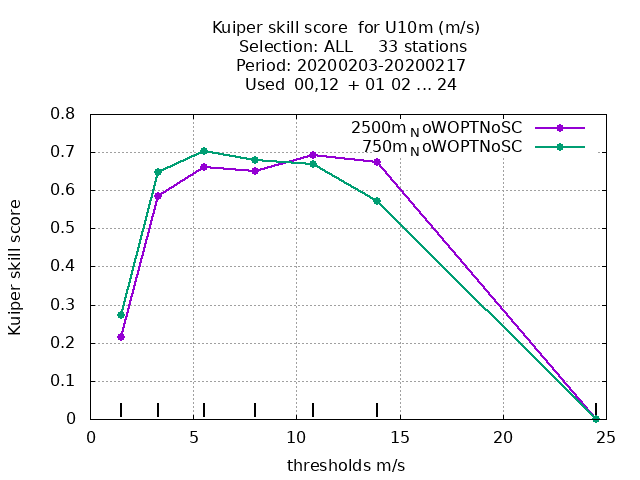 Kuiper skill score  for U10m (m/s)
Selection: ALL     33 stations
Period: 20200203-20200217
Used  00,12  + 01 02 ... 24
2500m_NoWOPTNoSC
750m_NoWOPTNoSC
0.8
0.7
0.6
0.5
0.4
0.3
0.2
0.1
0
Kuiper skill score
0 5 10 15 20 25
thresholds m/s